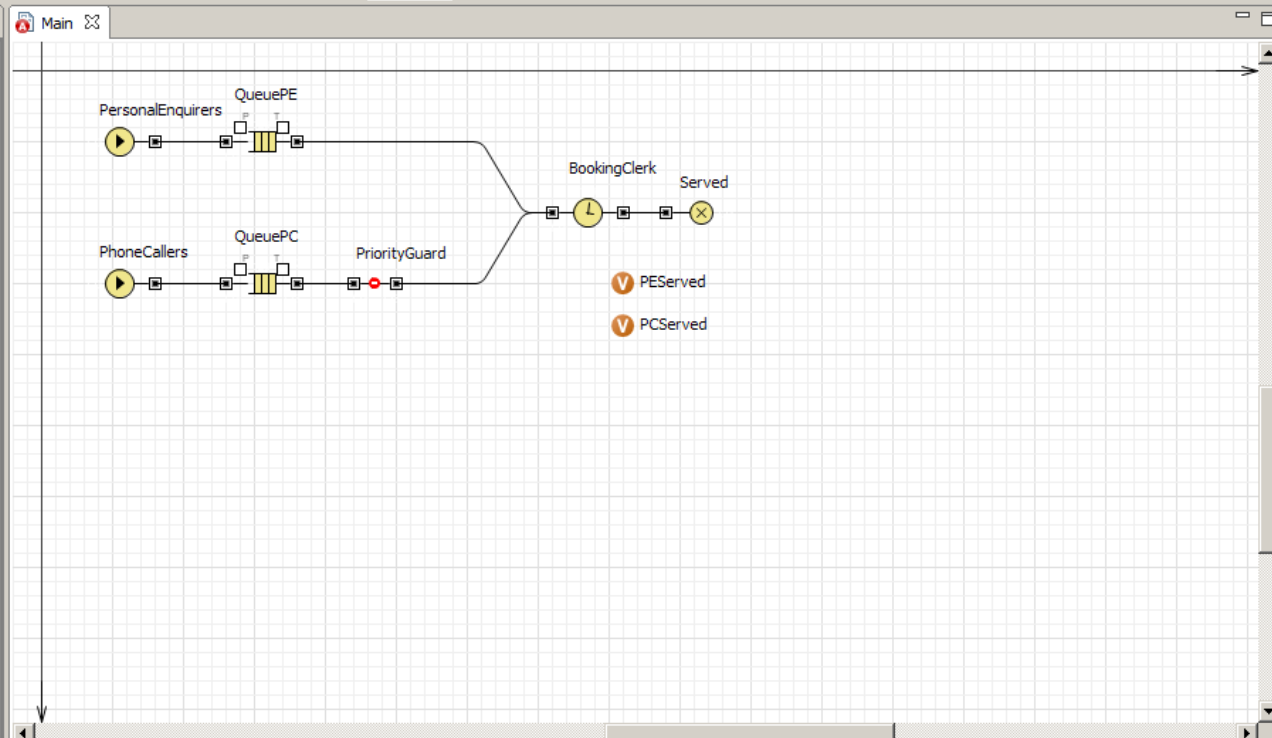 Main
QueuePE
PersonalEnquirers
P T
BookingClerk
Served
QueuePC
PhoneCallers
P T
PriorityGuard
V PEServed
V PCServed